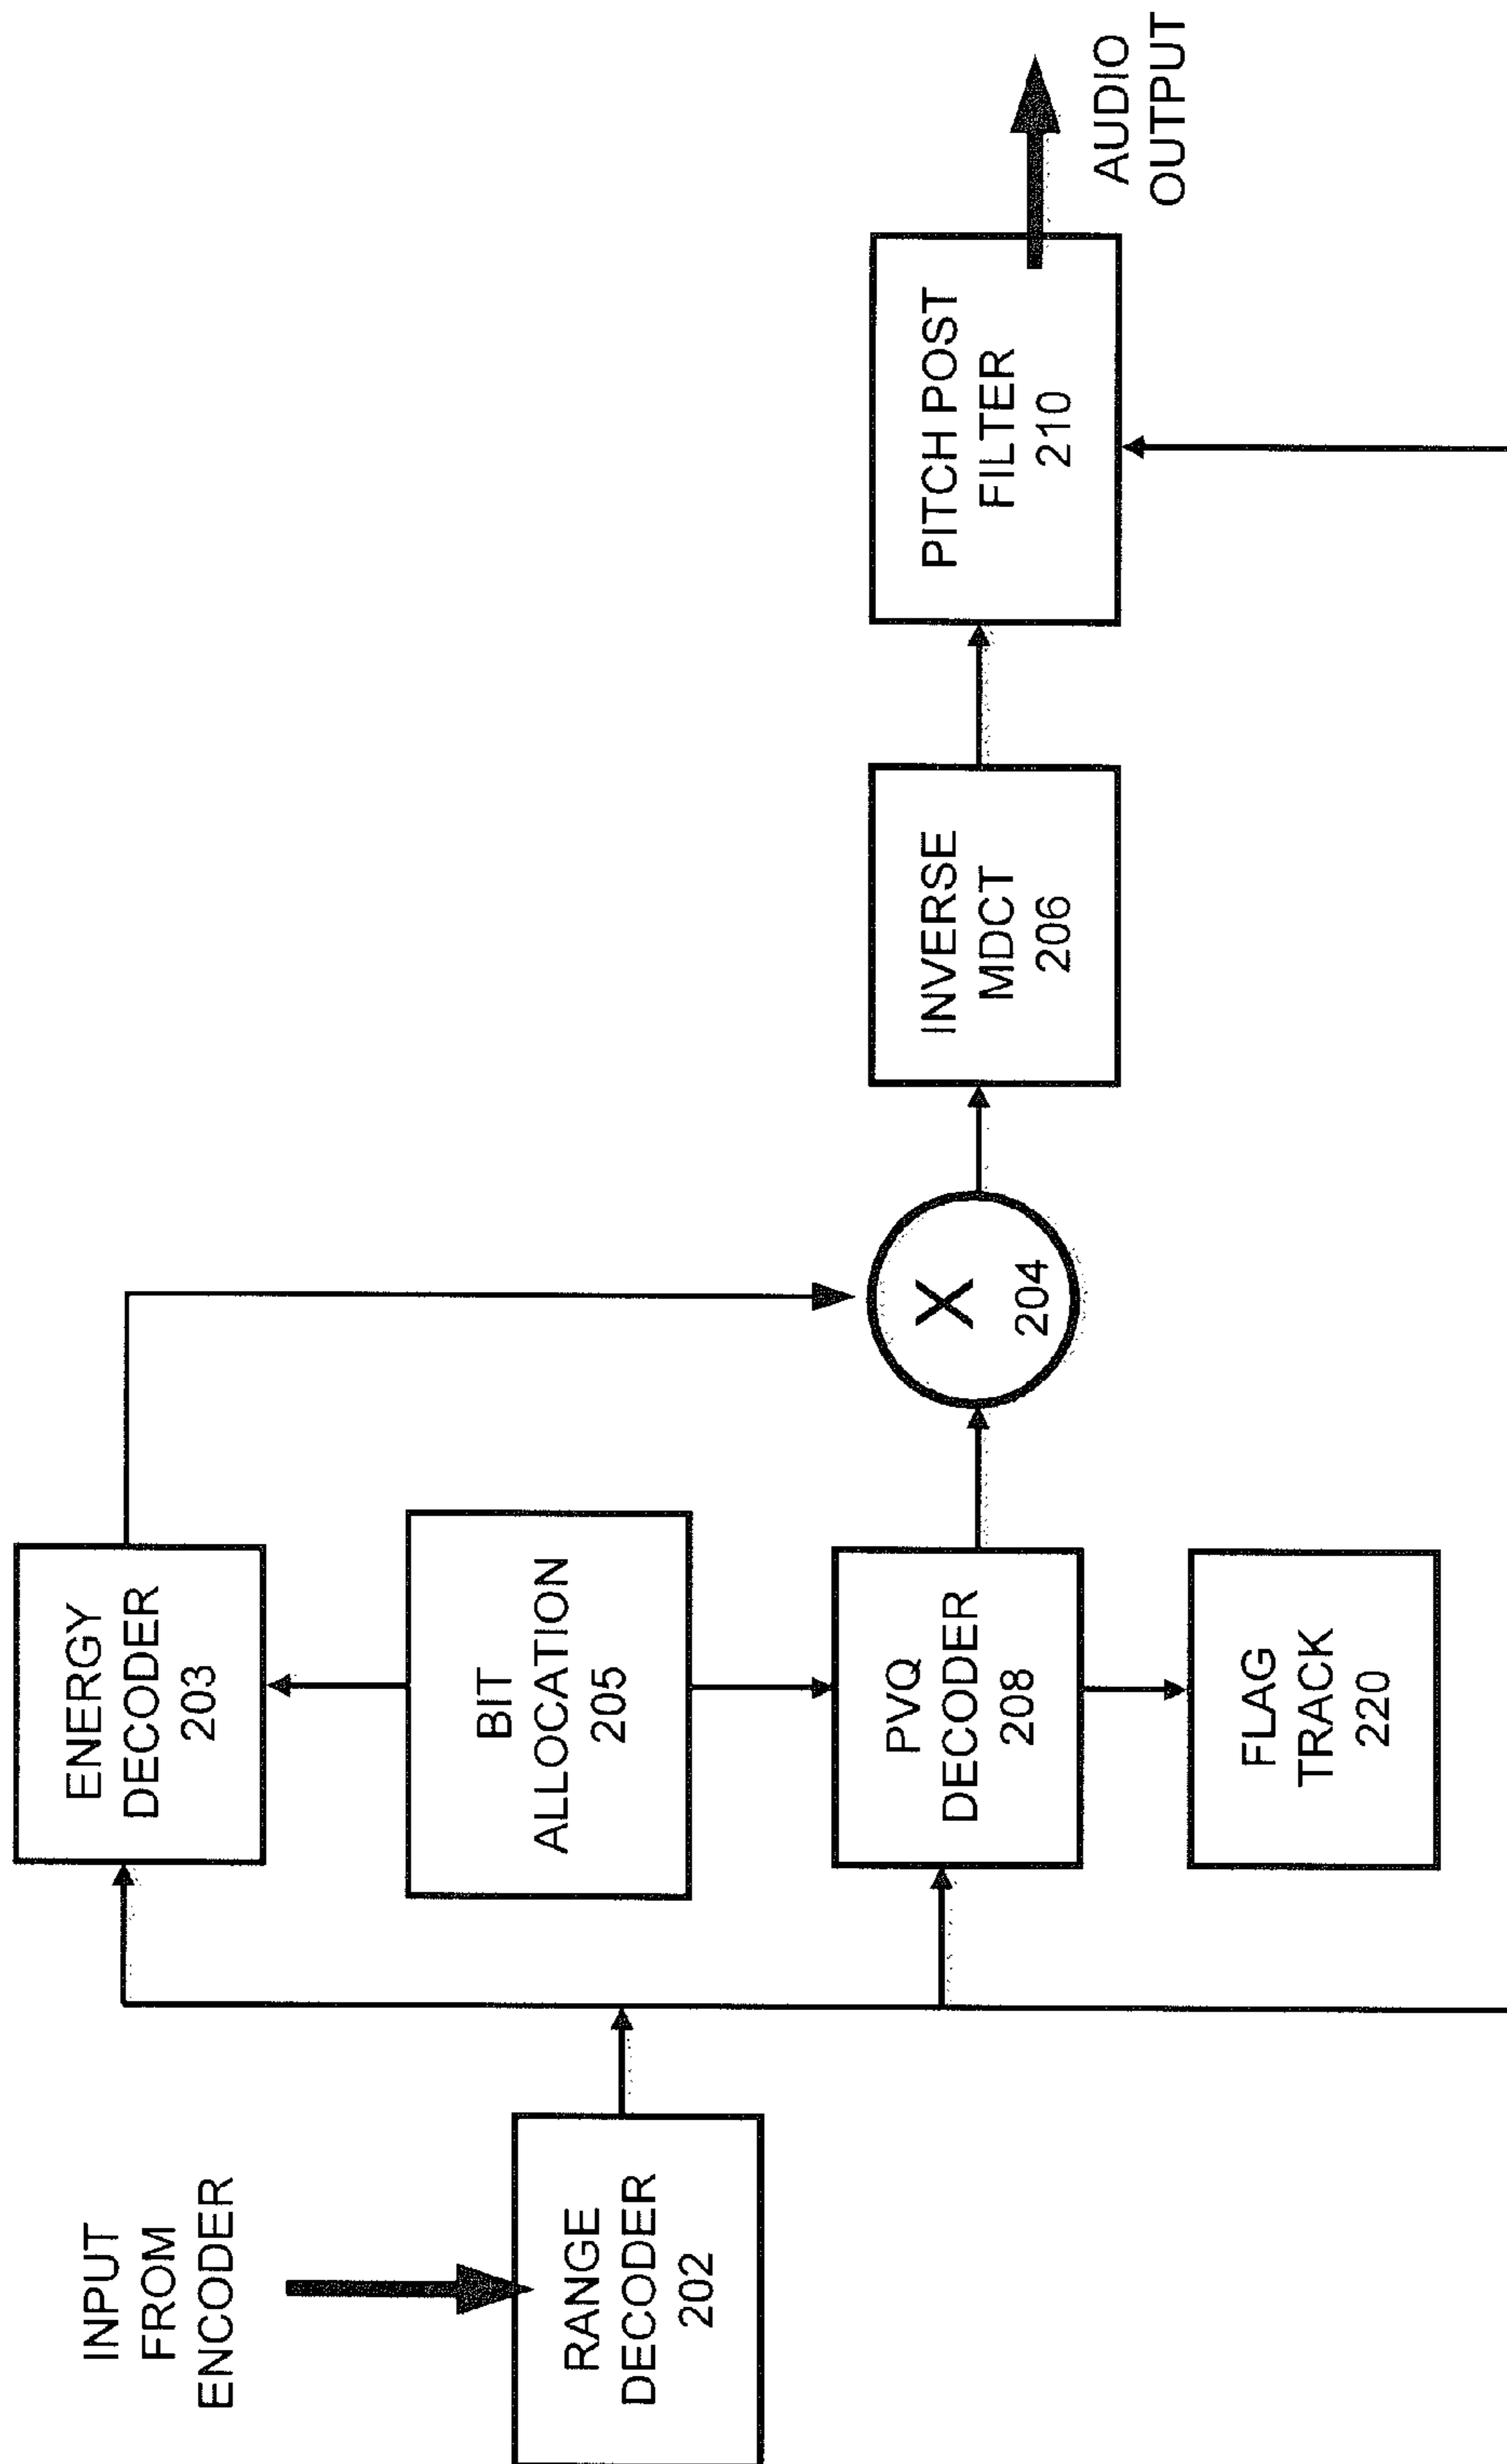 INPUT
FROM
ENCODER
RANGE
DECODER
202
ENERGY
DECODER
203
BIT
ALLOCATION
205
PVQ
DECODER
208
FLAG
TRACK
220
X
204
INVERSE
MDCT
206
PITCH POST
FILTER
210
AUDIO
OUTPUT